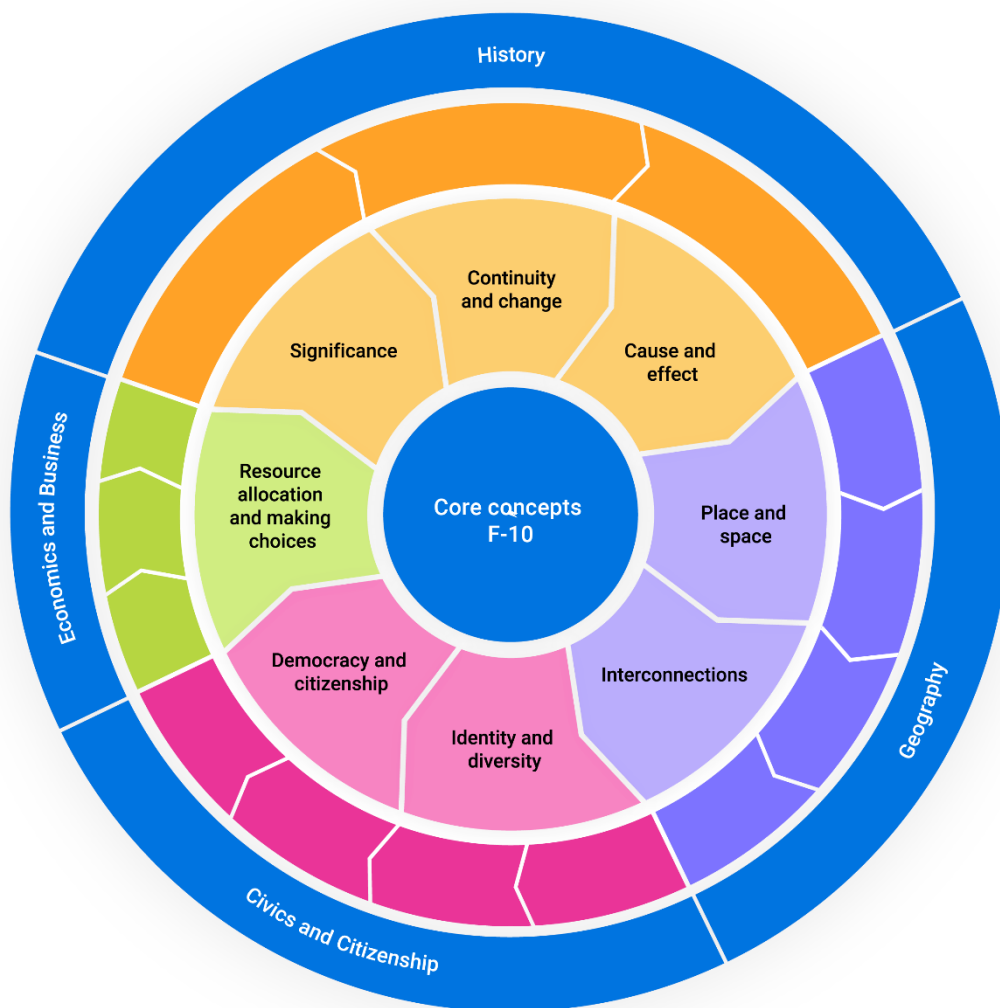 History
Continuity
and change
Significance
Cause and
effect
Resource
allocation
and making
choices
Economics and Business
Core concepts
F-10
Place and
space
Democracy and
citizenship
Interconnections
Identity and
diversity
Geography
Civics and Citizenship